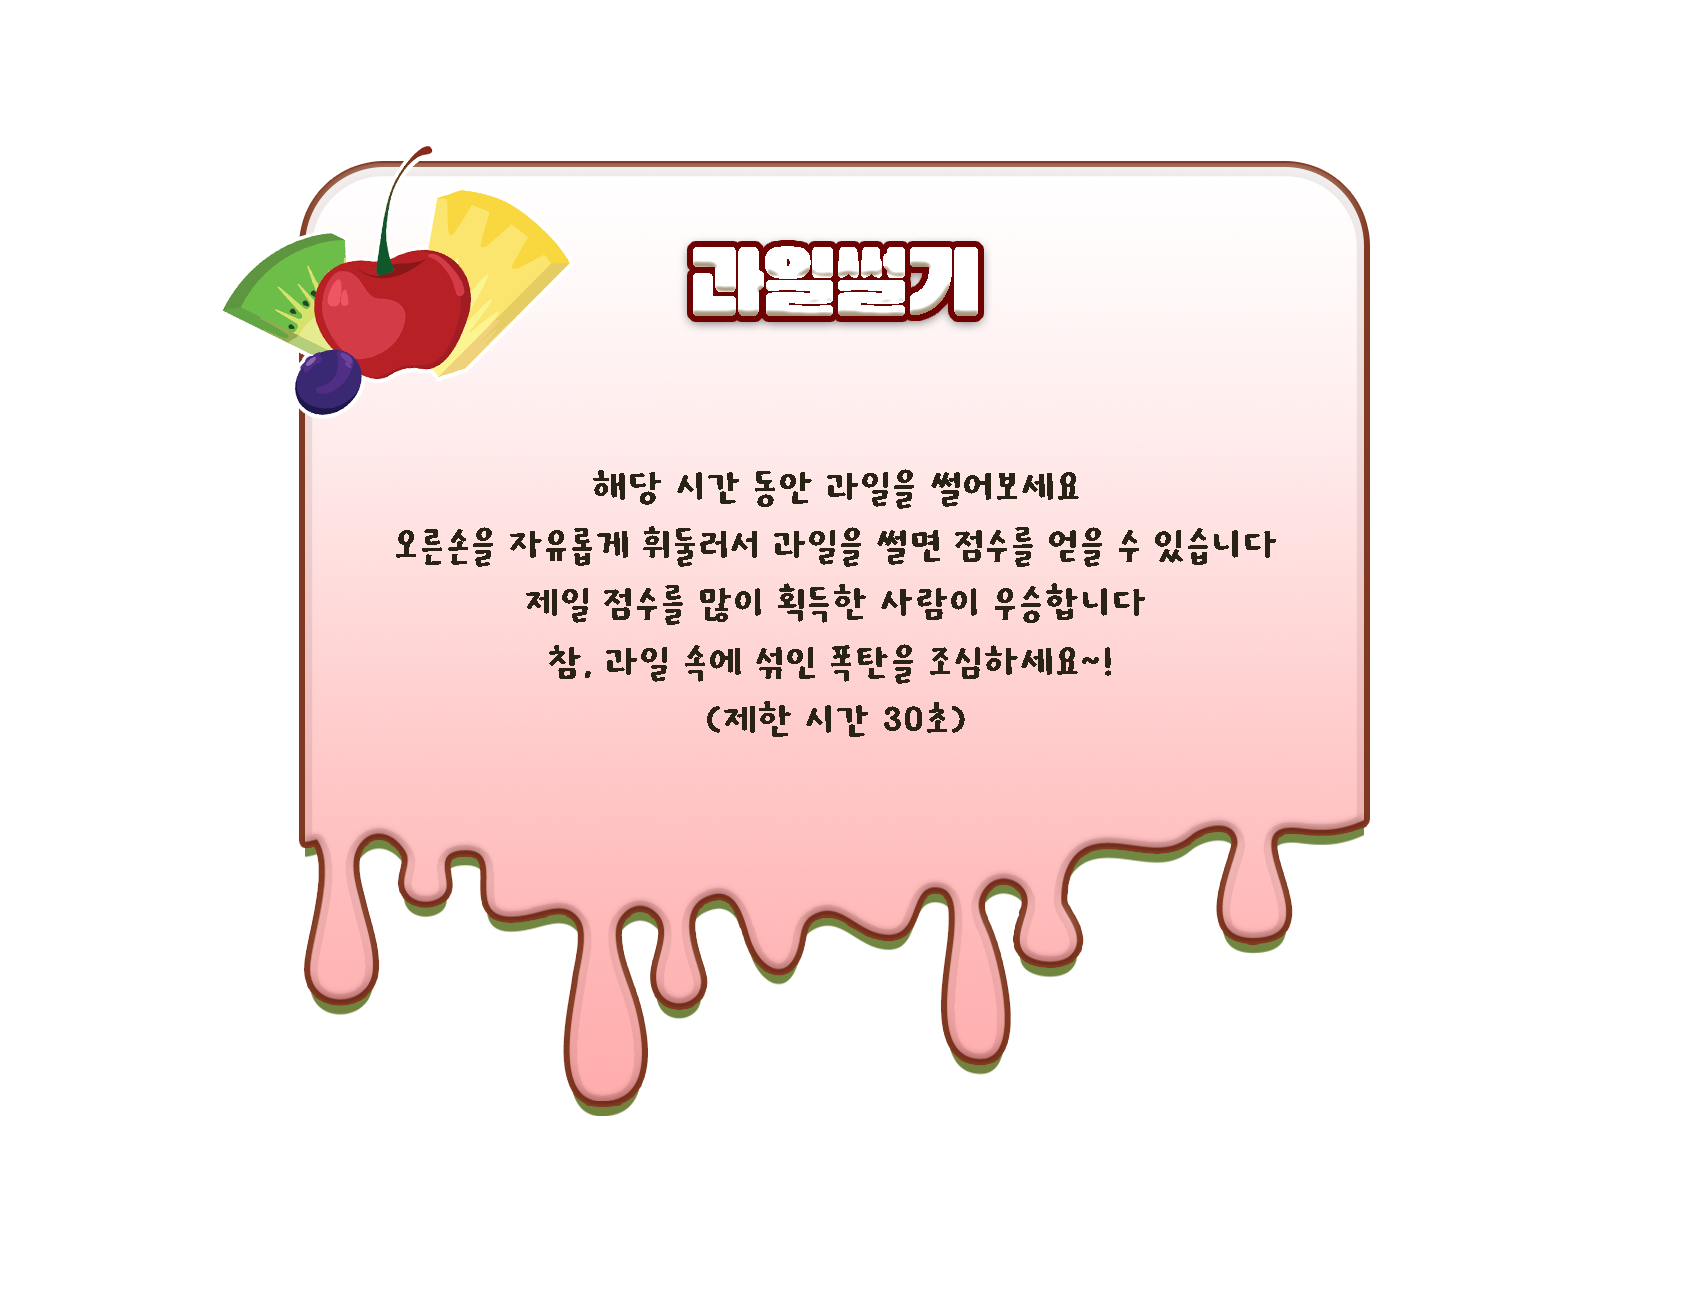 과일썰기
해당 시간 동안 과일을 썰어보세요
오른손을 자유롭게 휘둘러서 과일을 썰면 점수를 얻을 수 있습니다
제일 점수를 많이 획득한 사람이 우승합니다
참, 과일 속에 섞인 폭탄을 조심하세요~!
(제한 시간 30초)